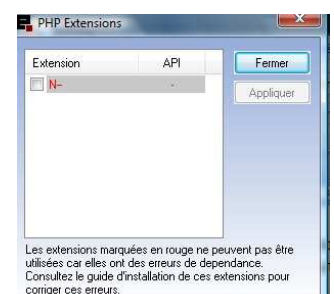 PHP Extensions
Extension API
N-
-
Fermer
Appliquer
Les extensions marquées en rouge ne peuvent pas être
utilisées car elles ont des erreurs de dependance.
Consultez le guide d'installation de ces extensions pour
corriger ces erreurs.